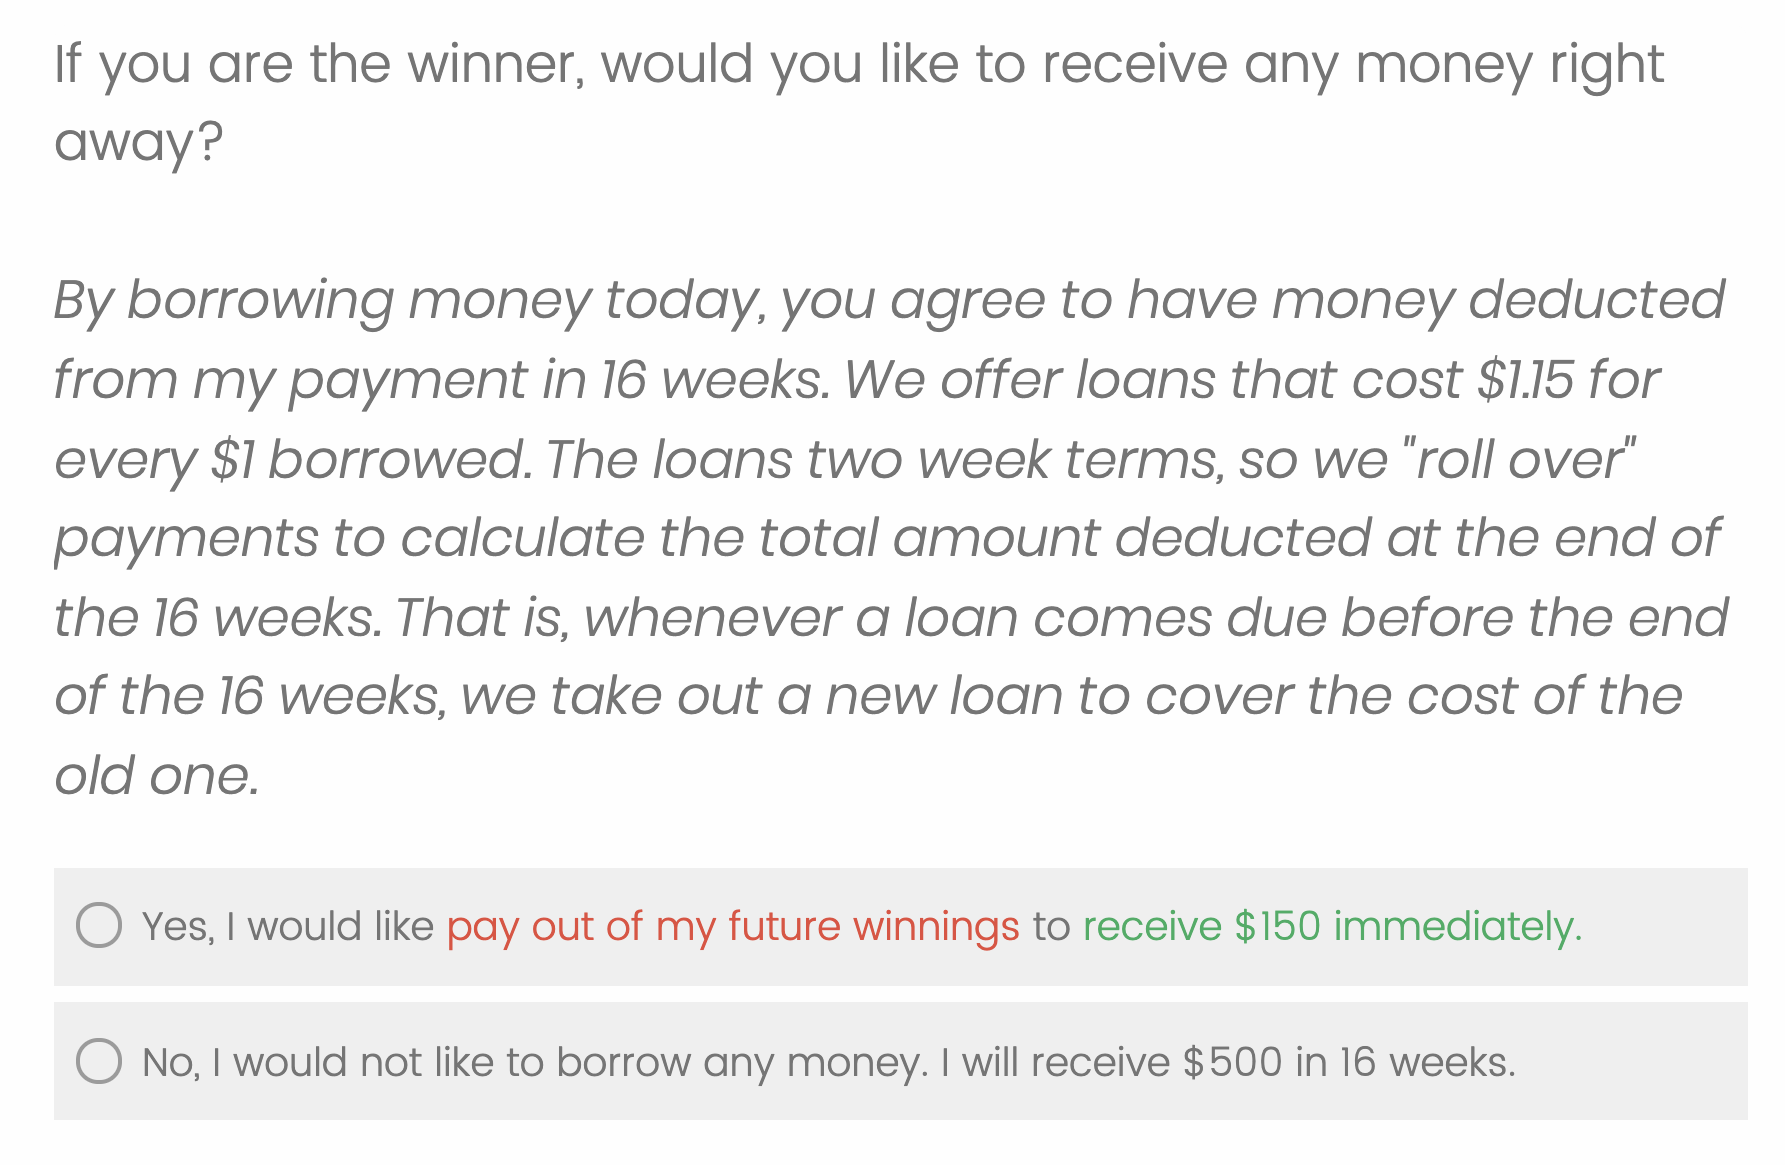 If you are the winner, would you like to receive any money right
away?
By borrowing money today, you agree to have money deducted
from my payment in 16 weeks. We offer loans that cost $1.15 for
every $1 borrowed. The loans two week terms, so we "roll over"
payments to calculate the total amount deducted at the end of
the 16 weeks. That is, whenever a loan comes due before the end
of the 16 weeks, we take out a new loan to cover the cost of the
old one.
Yes, I would like pay out of my future winnings to receive $150 immediately.
No, I would not like to borrow any money. I will receive $500 in 16 weeks.